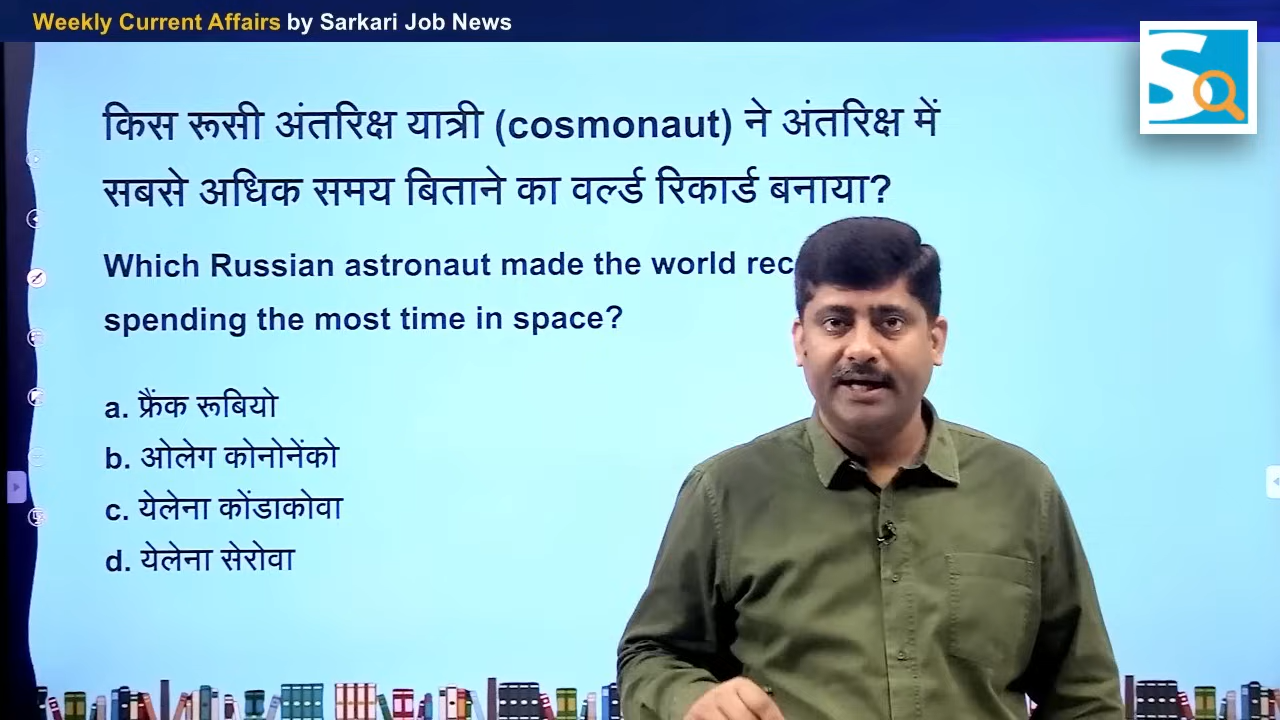 Weekly Current Affairs by Sarkari Job News
किस रूसी अंतरिक्ष यात्री (cosmonaut) ने अंतरिक्ष में
सबसे अधिक समय बिताने का वर्ल्ड रिकार्ड बनाया?
Which Russian astronaut made the world rec
spending the most time in space?
a. फ्रैंक रूबियो
b. ओलेग कोनोनेंको
c. येलेना कोंडाकोवा
d. येलेना सेरोवा